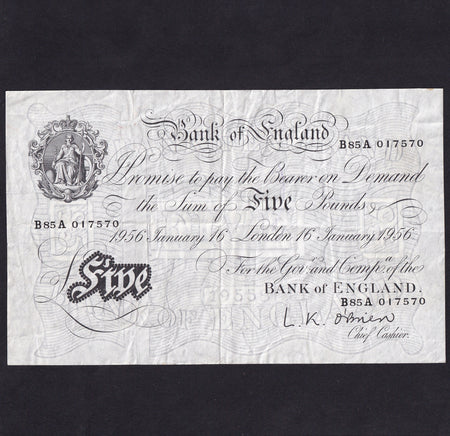 Bank of England
B85A 017570
I Promise to pay the Bearer on Demand
the Sum of Five Pounds
B85A 017570
1956 January 16 London 16 January 1956
For the Govr. and Compa. of the
£ Five
BANK OF ENGLAND.
B85A 017570
L. K. O'Brien
Chief Cashier.